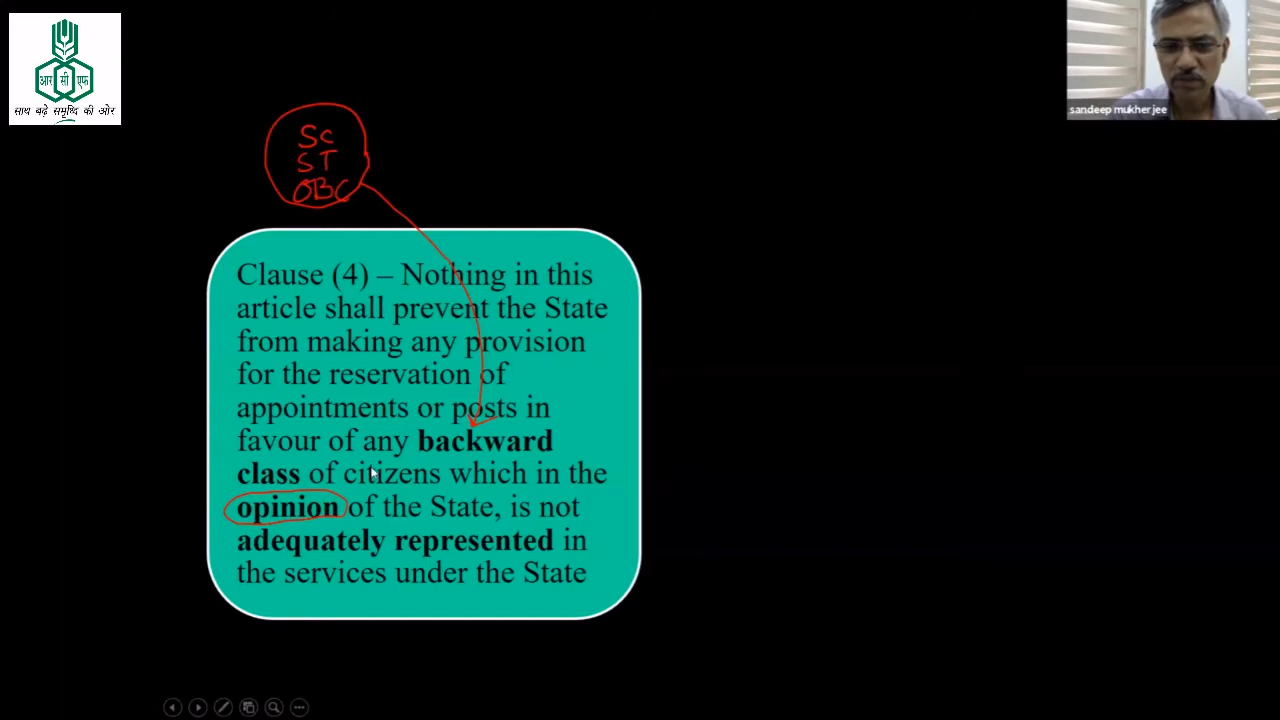 आर सी एफ
साथ बढ़े समृध्दि की ओर
sandeep mukherjee
SC
ST
OBC
Clause (4) – Nothing in this
article shall prevent the State
from making any provision
for the reservation of
appointments or posts in
favour of any backward
class of citizens which in the
opinion of the State, is not
adequately represented in
the services under the State